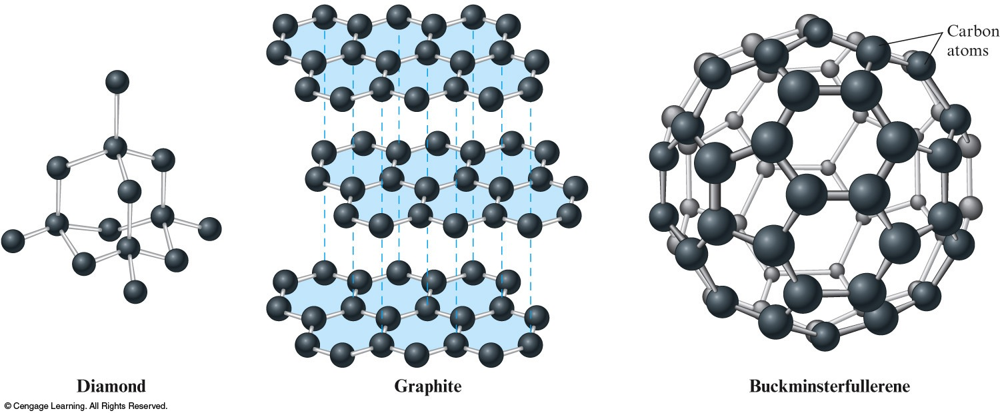 Carbon
atoms
Diamond
Graphite
Buckminsterfullerene
© Cengage Learning. All Rights Reserved.